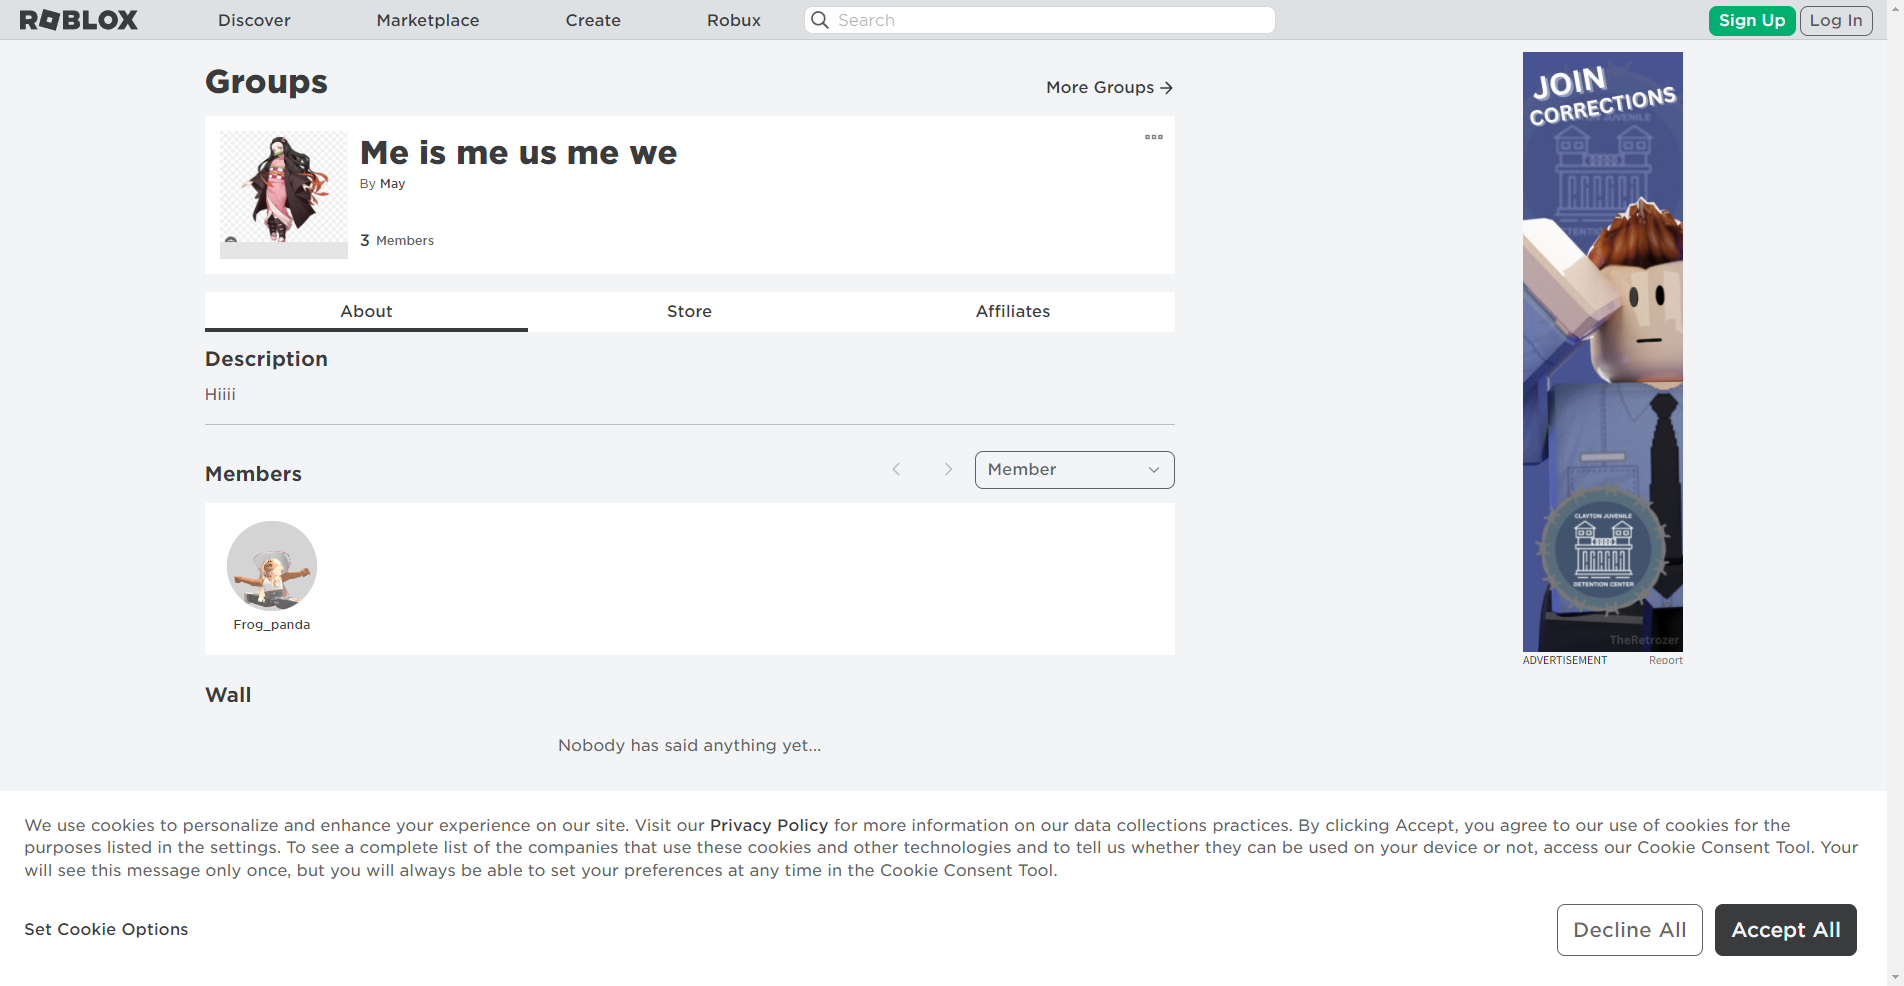 ROBLOX
Discover
Marketplace
Create
Robux
Search
Sign Up
Log In
Groups
More Groups
Me is me us me we
By May
3 Members
About
Store
Affiliates
Description
Hiiii
Members
Member
Frog_panda
Wall
Nobody has said anything yet...
JOIN
CORRECTIONS
CLAYTON JUVENILE
DETENTION CENTER
TheRetrozer
ADVERTISEMENT
Report
We use cookies to personalize and enhance your experience on our site. Visit our Privacy Policy for more information on our data collections practices. By clicking Accept, you agree to our use of cookies for the
purposes listed in the settings. To see a complete list of the companies that use these cookies and other technologies and to tell us whether they can be used on your device or not, access our Cookie Consent Tool. Your
will see this message only once, but you will always be able to set your preferences at any time in the Cookie Consent Tool.
Set Cookie Options
Decline All
Accept All